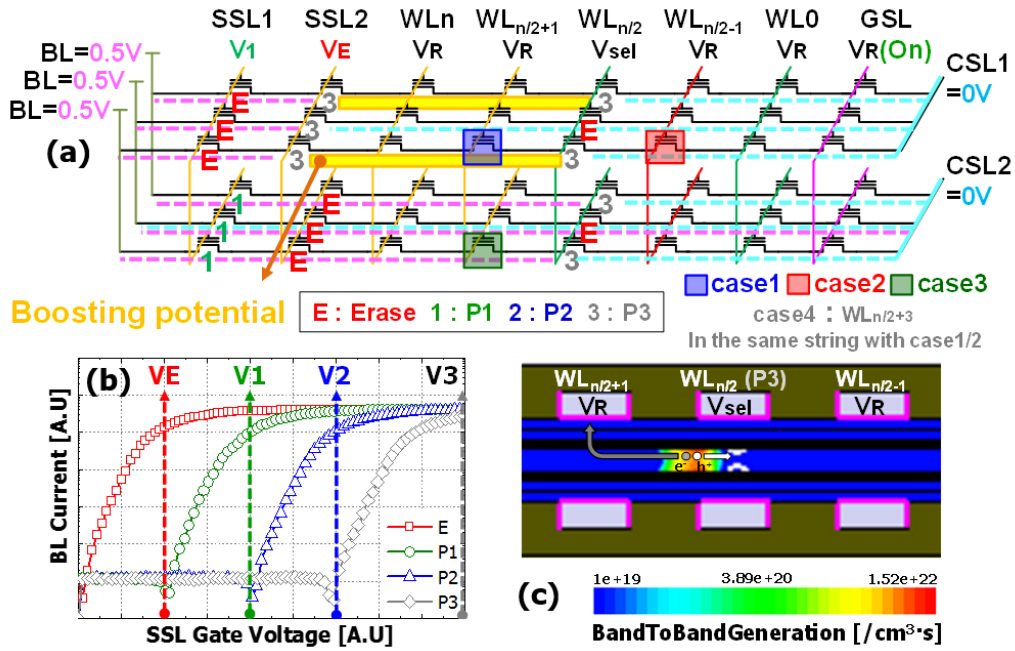 SSL1 SSL2 WLn WLn/2+1 WLn/2 WLn/2-1 WL0 GSL
V1 VE VR VR Vsel VR VR VR(On)
BL=0.5V
BL=0.5V
BL=0.5V
CSL1
=0V
E 3 3
E 3 E
E 3 3
(a)
CSL2
=0V
1 E 3
1 E E
1 E 3
Boosting potential
E : Erase 1 : P1 2 : P2 3 : P3
case1 case2 case3
case4 : WLn/2+3
In the same string with case1/2
(b)
VE V1 V2 V3
BL Current [A.U]
E
P1
P2
P3
SSL Gate Voltage [A.U]
WLn/2+1 WLn/2 (P3) WLn/2-1
VR Vsel VR
e- h+
1e+19 3.89e+20 1.52e+22
(c)
BandToBandGeneration [/cm³·s]